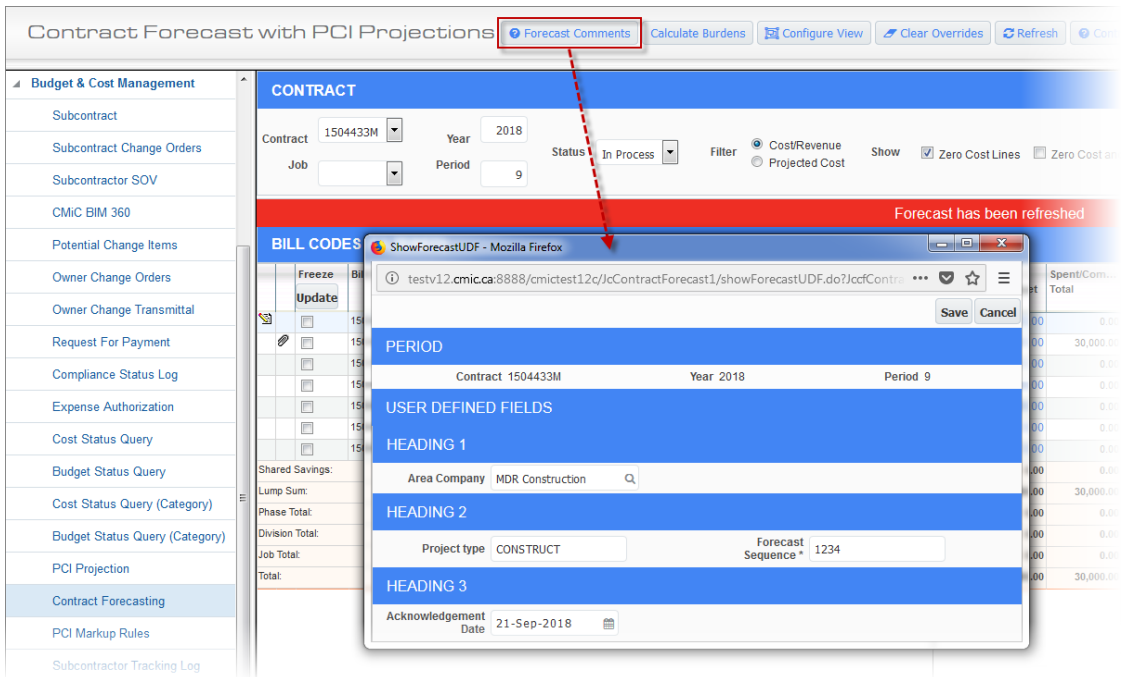 Contract Forecast with PCI Projections
Forecast Comments
Calculate Burdens
Configure View
Clear Overrides
Refresh
Budget & Cost Management
Subcontract
Subcontract Change Orders
Subcontractor SOV
CMiC BIM 360
Potential Change Items
Owner Change Orders
Owner Change Transmittal
Request For Payment
Compliance Status Log
Expense Authorization
Cost Status Query
Budget Status Query
Cost Status Query (Category)
Budget Status Query (Category)
PCI Projection
Contract Forecasting
PCI Markup Rules
Subcontractor Tracking Log
CONTRACT
Contract 1504433M
Job
Year 2018
Period 9
Status In Process
Filter
Cost/Revenue
Projected Cost
Show
Zero Cost Lines
Zero Cost
Forecast has been refreshed
BILL CODES
Freeze
Update
Spent/Com...
Total
30,000.00
Shared Savings:
Lump Sum:
30,000.00
Phase Total:
Division Total:
Job Total:
Total:
30,000.00
ShowForecastUDF - Mozilla Firefox
testv12.cmic.ca:8888/cmictest12c/JcContractForecast1/showForecastUDF.do?JccfContra
Save Cancel
PERIOD
Contract 1504433M Year 2018 Period 9
USER DEFINED FIELDS
HEADING 1
Area Company MDR Construction
HEADING 2
Project type CONSTRUCT
Forecast
Sequence * 1234
HEADING 3
Acknowledgement
Date 21-Sep-2018